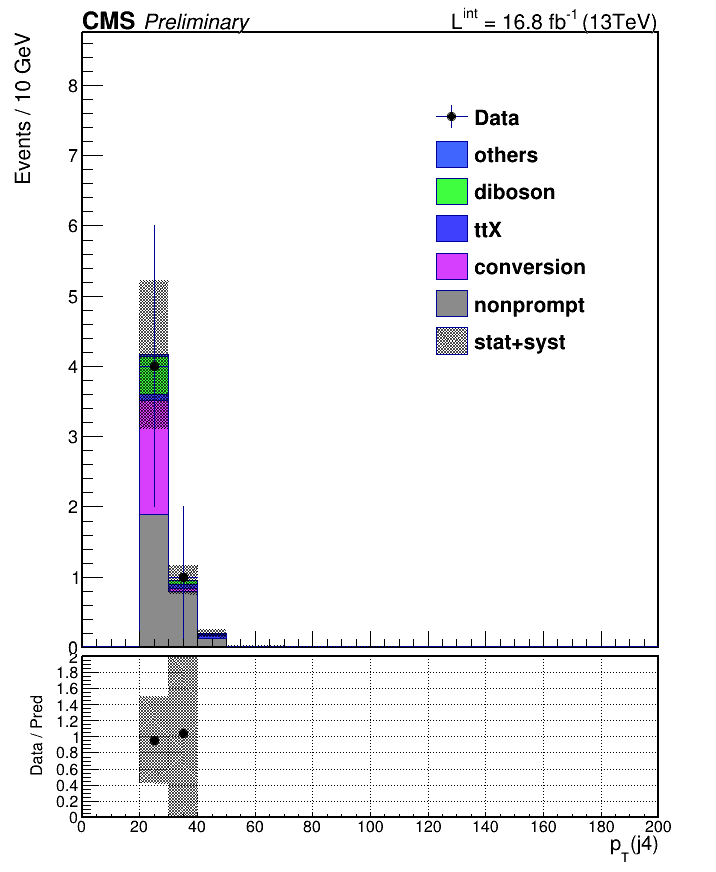 CMS Preliminary
L^int = 16.8 fb^-1 (13TeV)
Events / 10 GeV
8
7
6
5
4
3
2
1
0
Data
others
diboson
ttX
conversion
nonprompt
stat+syst
Data / Pred
2
1.8
1.6
1.4
1.2
1
0.8
0.6
0.4
0.2
0
0 20 40 60 80 100 120 140 160 180 200
p_T(j4)